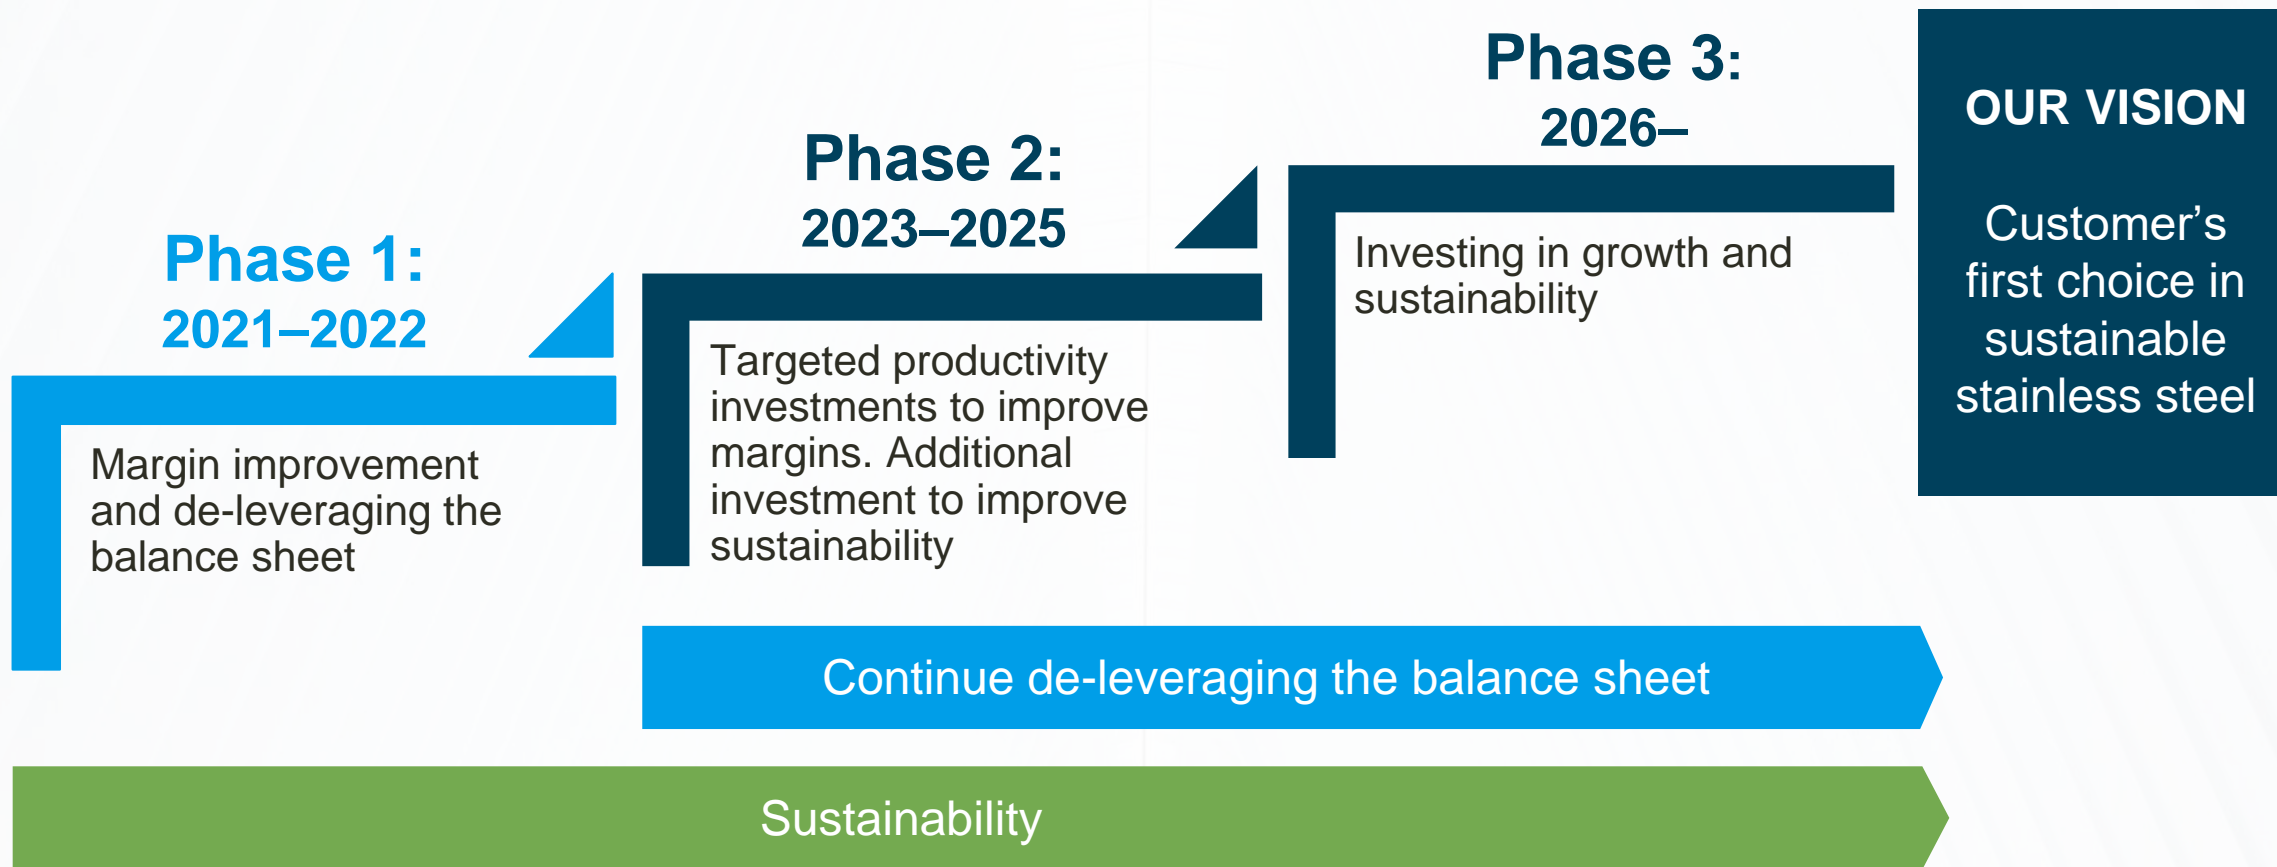 Phase 1:
2021–2022
Margin improvement
and de-leveraging the
balance sheet
Phase 2:
2023–2025
Targeted productivity
investments to improve
margins. Additional
investment to improve
sustainability
Phase 3:
2026–
Investing in growth and
sustainability
OUR VISION
Customer’s
first choice in
sustainable
stainless steel
Continue de-leveraging the balance sheet
Sustainability